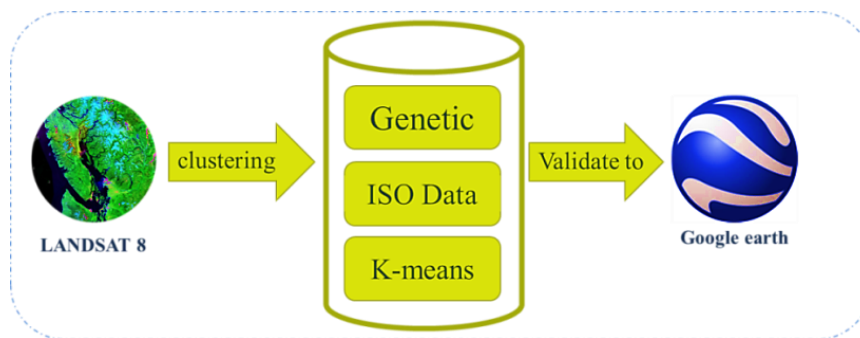 LANDSAT 8
clustering
Genetic
ISO Data
K-means
Validate to
Google earth